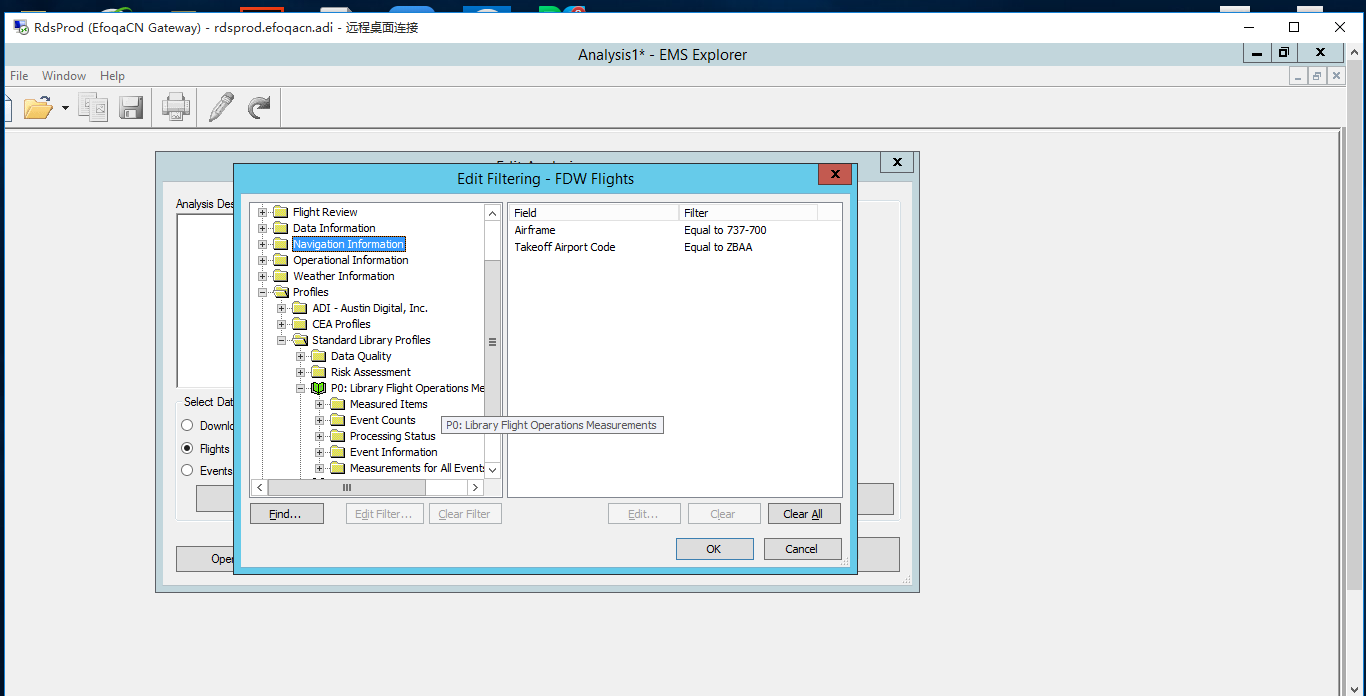 RdsProd (EfoqaCN Gateway) - rdsprod.efoqacn.adi - 远程桌面连接
Analysis1* - EMS Explorer
File Window Help
Edit Filtering - FDW Flights
Analysis Des
Select Dat
Downlo
Flights
Events
Oper
Flight Review
Data Information
Navigation Information
Operational Information
Weather Information
Profiles
ADI - Austin Digital, Inc.
CEA Profiles
Standard Library Profiles
Data Quality
Risk Assessment
P0: Library Flight Operations Me
Measured Items
Event Counts
Processing Status
Event Information
Measurements for All Events
P0: Library Flight Operations Measurements
Field Filter
Airframe Equal to 737-700
Takeoff Airport Code Equal to ZBAA
Find... Edit Filter... Clear Filter Edit... Clear Clear All
OK Cancel